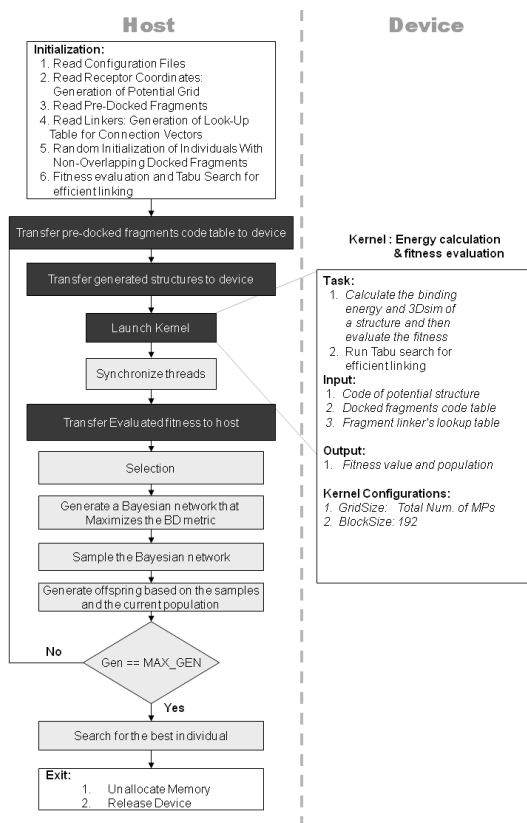 Host
Device
Initialization:
1. Read Configuration Files
2. Read Receptor Coordinates:
Generation of Potential Grid
3. Read Pre-Docked Fragments
4. Read Linkers: Generation of Look-Up
Table for Connection Vectors
5. Random Initialization of Individuals With
Non-Overlapping Docked Fragments
6. Fitness evaluation and Tabu Search for
efficient linking
Transfer pre-docked fragments code table to device
Transfer generated structures to device
Launch Kernel
Synchronize threads
Transfer Evaluated fitness to host
Selection
Generate a Bayesian network that
Maximizes the BD metric
Sample the Bayesian network
Generate offspring based on the samples
and the current population
No
Gen == MAX_GEN
Yes
Search for the best individual
Exit:
1. Unallocate Memory
2. Release Device
Kernel : Energy calculation
& fitness evaluation
Task:
1. Calculate the binding
energy and 3Dsim of
a structure and then
evaluate the fitness
2. Run Tabu search for
efficient linking
Input:
1. Code of potential structure
2. Docked fragments code table
3. Fragment linker's lookup table
Output:
1. Fitness value and population
Kernel Configurations:
1. GridSize: Total Num. of MPs
2. BlockSize: 192